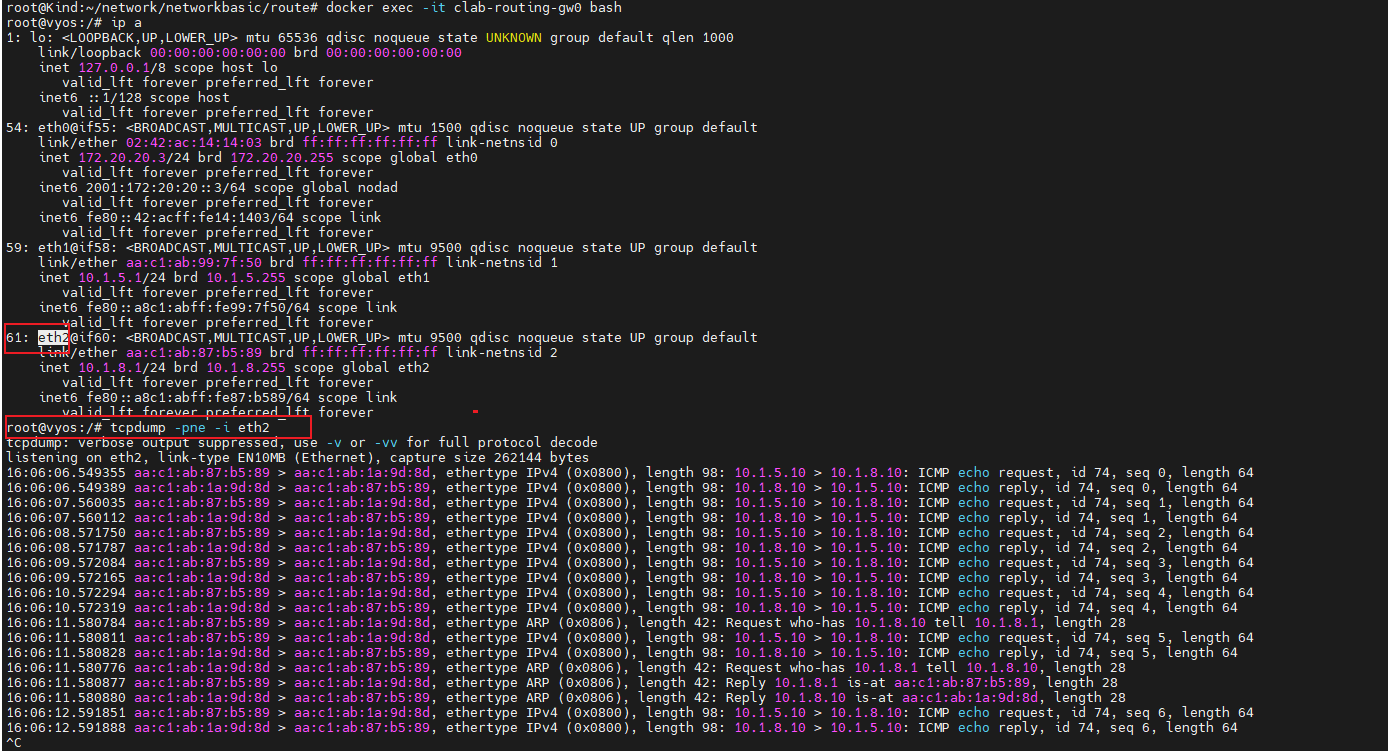 root@Kind:~/network/networkbasic/route# docker exec -it clab-routing-gw0 bash
root@vyos:/# ip a
1: lo: <LOOPBACK,UP,LOWER_UP> mtu 65536 qdisc noqueue state UNKNOWN group default qlen 1000
    link/loopback 00:00:00:00:00:00 brd 00:00:00:00:00:00
    inet 127.0.0.1/8 scope host lo
       valid_lft forever preferred_lft forever
    inet6 ::1/128 scope host
       valid_lft forever preferred_lft forever
54: eth0@if55: <BROADCAST,MULTICAST,UP,LOWER_UP> mtu 1500 qdisc noqueue state UP group default
    link/ether 02:42:ac:14:14:03 brd ff:ff:ff:ff:ff:ff link-netnsid 0
    inet 172.20.20.3/24 brd 172.20.20.255 scope global eth0
       valid_lft forever preferred_lft forever
    inet6 2001:172:20:20::3/64 scope global nodad
       valid_lft forever preferred_lft forever
    inet6 fe80::42:acff:fe14:1403/64 scope link
       valid_lft forever preferred_lft forever
59: eth1@if58: <BROADCAST,MULTICAST,UP,LOWER_UP> mtu 9500 qdisc noqueue state UP group default
    link/ether aa:c1:ab:99:7f:50 brd ff:ff:ff:ff:ff:ff link-netnsid 1
    inet 10.1.5.1/24 brd 10.1.5.255 scope global eth1
       valid_lft forever preferred_lft forever
    inet6 fe80::a8c1:abff:fe99:7f50/64 scope link
       valid_lft forever preferred_lft forever
61: eth2@if60: <BROADCAST,MULTICAST,UP,LOWER_UP> mtu 9500 qdisc noqueue state UP group default
    link/ether aa:c1:ab:87:b5:89 brd ff:ff:ff:ff:ff:ff link-netnsid 2
    inet 10.1.8.1/24 brd 10.1.8.255 scope global eth2
       valid_lft forever preferred_lft forever
    inet6 fe80::a8c1:abff:fe87:b589/64 scope link
       valid_lft forever preferred_lft forever
root@vyos:/# tcpdump -pne -i eth2
tcpdump: verbose output suppressed, use -v or -vv for full protocol decode
listening on eth2, link-type EN10MB (Ethernet), capture size 262144 bytes
16:06:06.549355 aa:c1:ab:87:b5:89 > aa:c1:ab:1a:9d:8d, ethertype IPv4 (0x0800), length 98: 10.1.5.10 > 10.1.8.10: ICMP echo request, id 74, seq 0, length 64
16:06:06.549389 aa:c1:ab:1a:9d:8d > aa:c1:ab:87:b5:89, ethertype IPv4 (0x0800), length 98: 10.1.8.10 > 10.1.5.10: ICMP echo reply, id 74, seq 0, length 64
16:06:07.560035 aa:c1:ab:87:b5:89 > aa:c1:ab:1a:9d:8d, ethertype IPv4 (0x0800), length 98: 10.1.5.10 > 10.1.8.10: ICMP echo request, id 74, seq 1, length 64
16:06:07.560112 aa:c1:ab:1a:9d:8d > aa:c1:ab:87:b5:89, ethertype IPv4 (0x0800), length 98: 10.1.8.10 > 10.1.5.10: ICMP echo reply, id 74, seq 1, length 64
16:06:08.571750 aa:c1:ab:87:b5:89 > aa:c1:ab:1a:9d:8d, ethertype IPv4 (0x0800), length 98: 10.1.5.10 > 10.1.8.10: ICMP echo request, id 74, seq 2, length 64
16:06:08.571787 aa:c1:ab:1a:9d:8d > aa:c1:ab:87:b5:89, ethertype IPv4 (0x0800), length 98: 10.1.8.10 > 10.1.5.10: ICMP echo reply, id 74, seq 2, length 64
16:06:09.572084 aa:c1:ab:87:b5:89 > aa:c1:ab:1a:9d:8d, ethertype IPv4 (0x0800), length 98: 10.1.5.10 > 10.1.8.10: ICMP echo request, id 74, seq 3, length 64
16:06:09.572165 aa:c1:ab:1a:9d:8d > aa:c1:ab:87:b5:89, ethertype IPv4 (0x0800), length 98: 10.1.8.10 > 10.1.5.10: ICMP echo reply, id 74, seq 3, length 64
16:06:10.572294 aa:c1:ab:87:b5:89 > aa:c1:ab:1a:9d:8d, ethertype IPv4 (0x0800), length 98: 10.1.5.10 > 10.1.8.10: ICMP echo request, id 74, seq 4, length 64
16:06:10.572319 aa:c1:ab:1a:9d:8d > aa:c1:ab:87:b5:89, ethertype IPv4 (0x0800), length 98: 10.1.8.10 > 10.1.5.10: ICMP echo reply, id 74, seq 4, length 64
16:06:11.580784 aa:c1:ab:87:b5:89 > aa:c1:ab:1a:9d:8d, ethertype ARP (0x0806), length 42: Request who-has 10.1.8.10 tell 10.1.8.1, length 28
16:06:11.580811 aa:c1:ab:87:b5:89 > aa:c1:ab:1a:9d:8d, ethertype IPv4 (0x0800), length 98: 10.1.5.10 > 10.1.8.10: ICMP echo request, id 74, seq 5, length 64
16:06:11.580828 aa:c1:ab:1a:9d:8d > aa:c1:ab:87:b5:89, ethertype IPv4 (0x0800), length 98: 10.1.8.10 > 10.1.5.10: ICMP echo reply, id 74, seq 5, length 64
16:06:11.580776 aa:c1:ab:1a:9d:8d > aa:c1:ab:87:b5:89, ethertype ARP (0x0806), length 42: Request who-has 10.1.8.1 tell 10.1.8.10, length 28
16:06:11.580877 aa:c1:ab:87:b5:89 > aa:c1:ab:1a:9d:8d, ethertype ARP (0x0806), length 42: Reply 10.1.8.1 is-at aa:c1:ab:87:b5:89, length 28
16:06:11.580880 aa:c1:ab:1a:9d:8d > aa:c1:ab:87:b5:89, ethertype ARP (0x0806), length 42: Reply 10.1.8.10 is-at aa:c1:ab:1a:9d:8d, length 28
16:06:12.591851 aa:c1:ab:87:b5:89 > aa:c1:ab:1a:9d:8d, ethertype IPv4 (0x0800), length 98: 10.1.5.10 > 10.1.8.10: ICMP echo request, id 74, seq 6, length 64
16:06:12.591888 aa:c1:ab:1a:9d:8d > aa:c1:ab:87:b5:89, ethertype IPv4 (0x0800), length 98: 10.1.8.10 > 10.1.5.10: ICMP echo reply, id 74, seq 6, length 64
^C